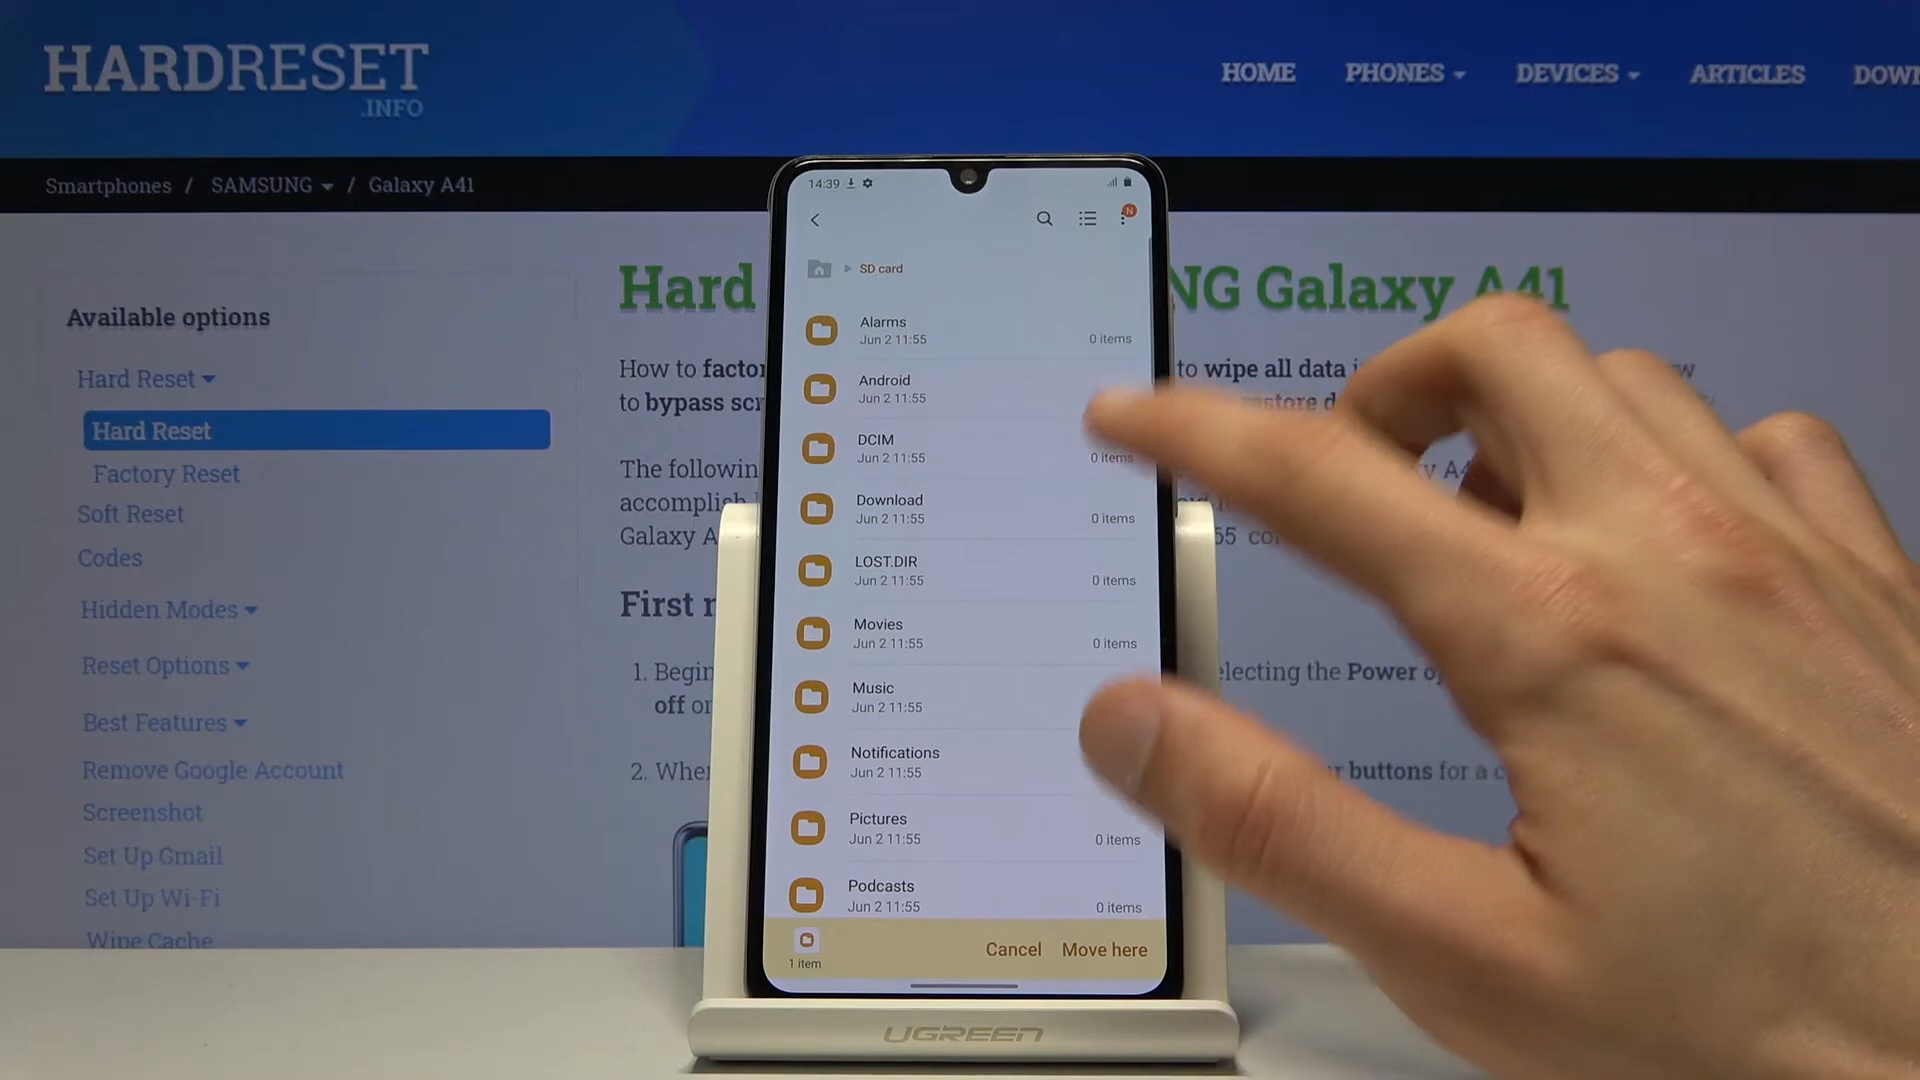 HARDRESET
.INFO
HOME PHONES DEVICES ARTICLES DOWN
Smartphones / SAMSUNG / Galaxy A41
Available options
Hard Reset
Hard Reset
Factory Reset
Soft Reset
Codes
Hidden Modes
Reset Options
Best Features
Remove Google Account
Screenshot
Set Up Gmail
Set Up Wi-Fi
Wipe Cache
Hard NG Galaxy A41
How to factor to wipe all data
to bypass scr restore d
The followin
accomplish
Galaxy A 55
First
1. Begin electing the Power
off or
2. When buttons for a
14:39
N
SD card
Alarms
Jun 2 11:55 0 items
Android
Jun 2 11:55
DCIM
Jun 2 11:55 0 items
Download
Jun 2 11:55 0 items
LOST.DIR
Jun 2 11:55 0 items
Movies
Jun 2 11:55 0 items
Music
Jun 2 11:55
Notifications
Jun 2 11:55
Pictures
Jun 2 11:55 0 items
Podcasts
Jun 2 11:55 0 items
1 item Cancel Move here
UGREEN